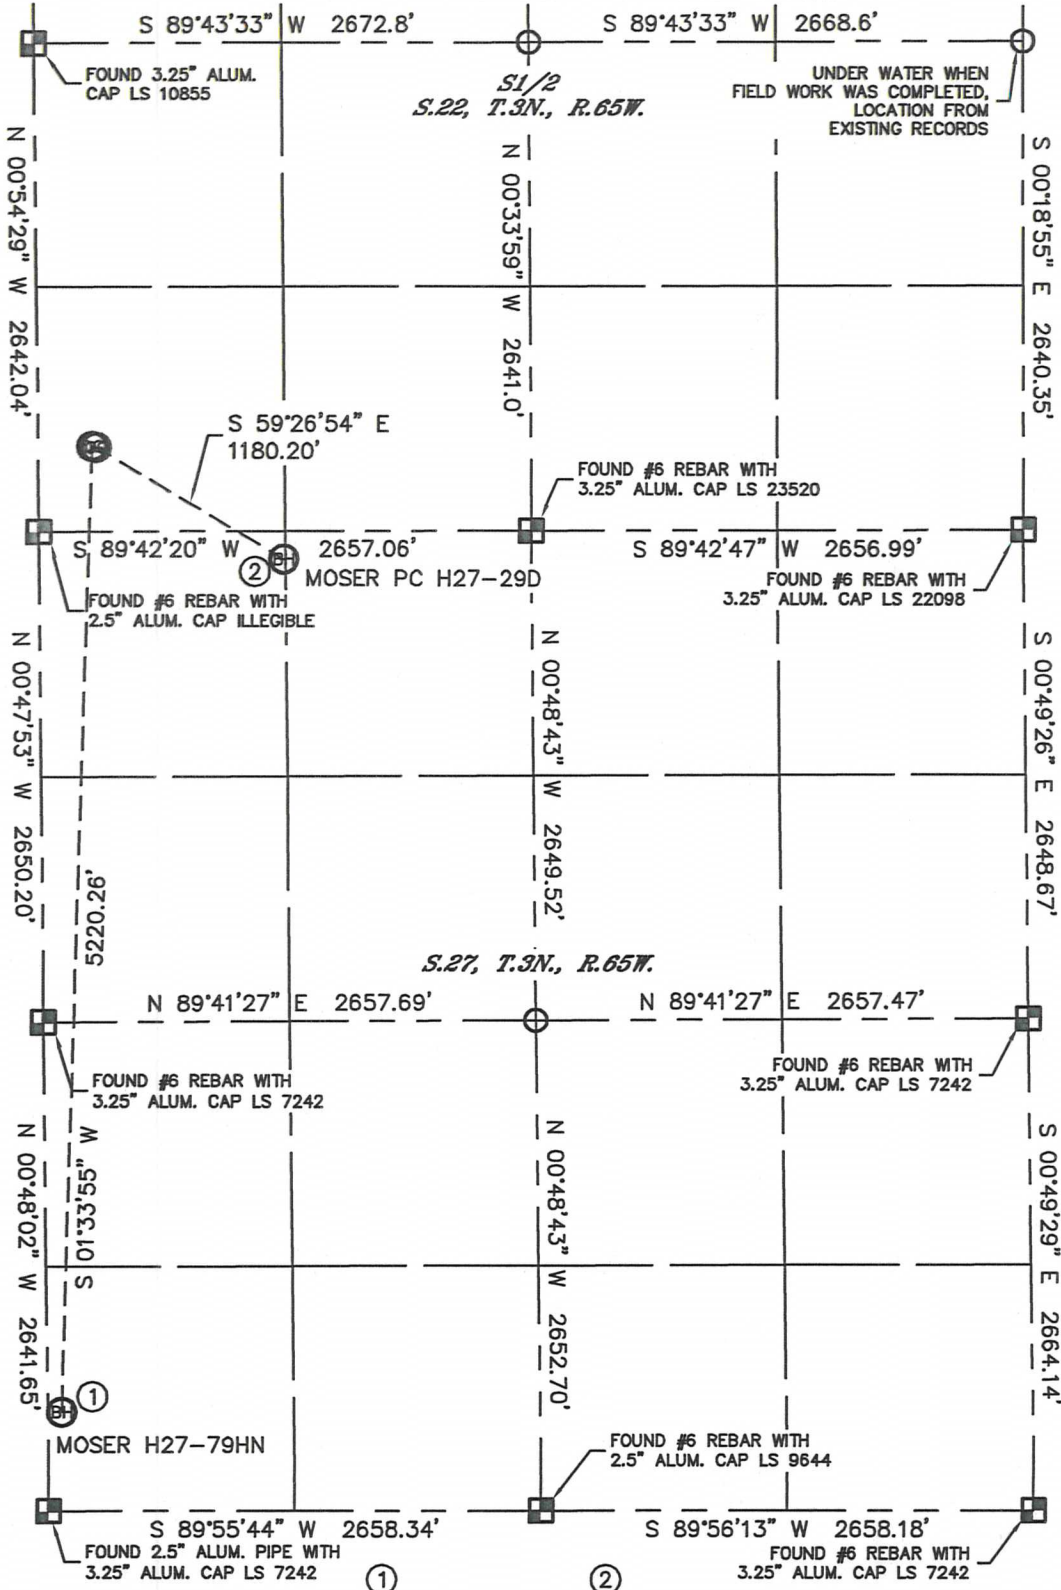 S 89°43'33" W 2672.8'
S 89°43'33" W 2668.6'
FOUND 3.25" ALUM.
CAP LS 10855
S1/2
S.22, T.3N., R.65W.
UNDER WATER WHEN
FIELD WORK WAS COMPLETED,
LOCATION FROM
EXISTING RECORDS
N 00°54'29" W 2642.04'
N 00°33'59" W 2641.0'
S 00°18'55" E 2640.35'
S 59°26'54" E
1180.20'
FOUND #6 REBAR WITH
3.25" ALUM. CAP LS 23520
S 89°42'20" W 2657.06'
S 89°42'47" W 2656.99'
2
BH
MOSER PC H27-29D
FOUND #6 REBAR WITH
3.25" ALUM. CAP LS 22098
FOUND #6 REBAR WITH
2.5" ALUM. CAP ILLEGIBLE
N 00°47'53" W 2650.20'
5220.26'
S 01°33'55" W
N 00°48'43" W 2649.52'
S 00°49'26" E 2648.67'
S.27, T.3N., R.65W.
N 89°41'27" E 2657.69'
N 89°41'27" E 2657.47'
FOUND #6 REBAR WITH
3.25" ALUM. CAP LS 7242
FOUND #6 REBAR WITH
3.25" ALUM. CAP LS 7242
N 00°48'02" W 2641.65'
N 00°48'43" W 2652.70'
S 00°49'29" E 2664.14'
1
BH
MOSER H27-79HN
FOUND #6 REBAR WITH
2.5" ALUM. CAP LS 9644
S 89°55'44" W 2658.34'
S 89°56'13" W 2658.18'
FOUND 2.5" ALUM. PIPE WITH
3.25" ALUM. CAP LS 7242
FOUND #6 REBAR WITH
3.25" ALUM. CAP LS 7242
1
2